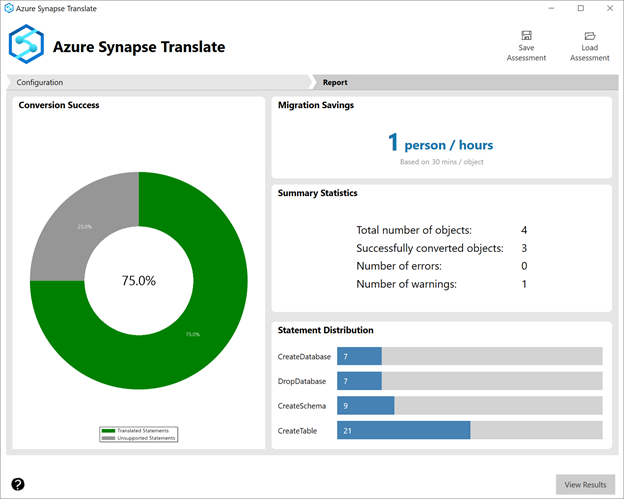 Azure Synapse Translate
Azure Synapse Translate
Save
Assessment
Load
Assessment
Configuration
Report
Conversion Success
25.0%
75.0%
75.0%
Translated Statements
Unsupported Statements
Migration Savings
1 person / hours
Based on 30 mins / object
Summary Statistics
Total number of objects: 4
Successfully converted objects: 3
Number of errors: 0
Number of warnings: 1
Statement Distribution
CreateDatabase 7
DropDatabase 7
CreateSchema 9
CreateTable 21
?
View Results